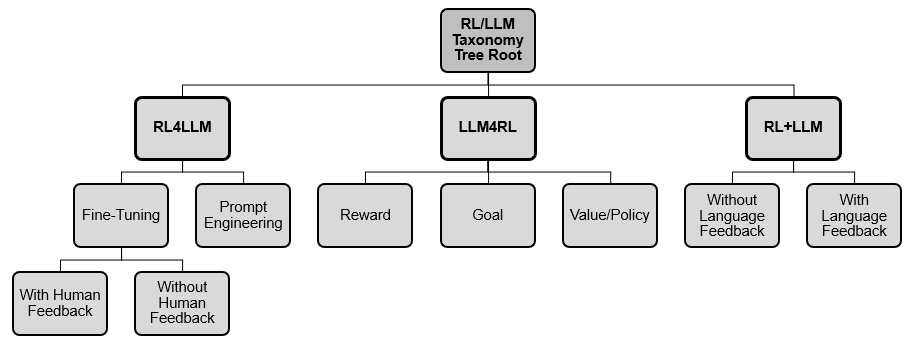 RL/LLM
Taxonomy
Tree Root
RL4LLM
LLM4RL
RL+LLM
Fine-Tuning
Prompt
Engineering
Reward
Goal
Value/Policy
Without
Language
Feedback
With
Language
Feedback
With Human
Feedback
Without
Human
Feedback